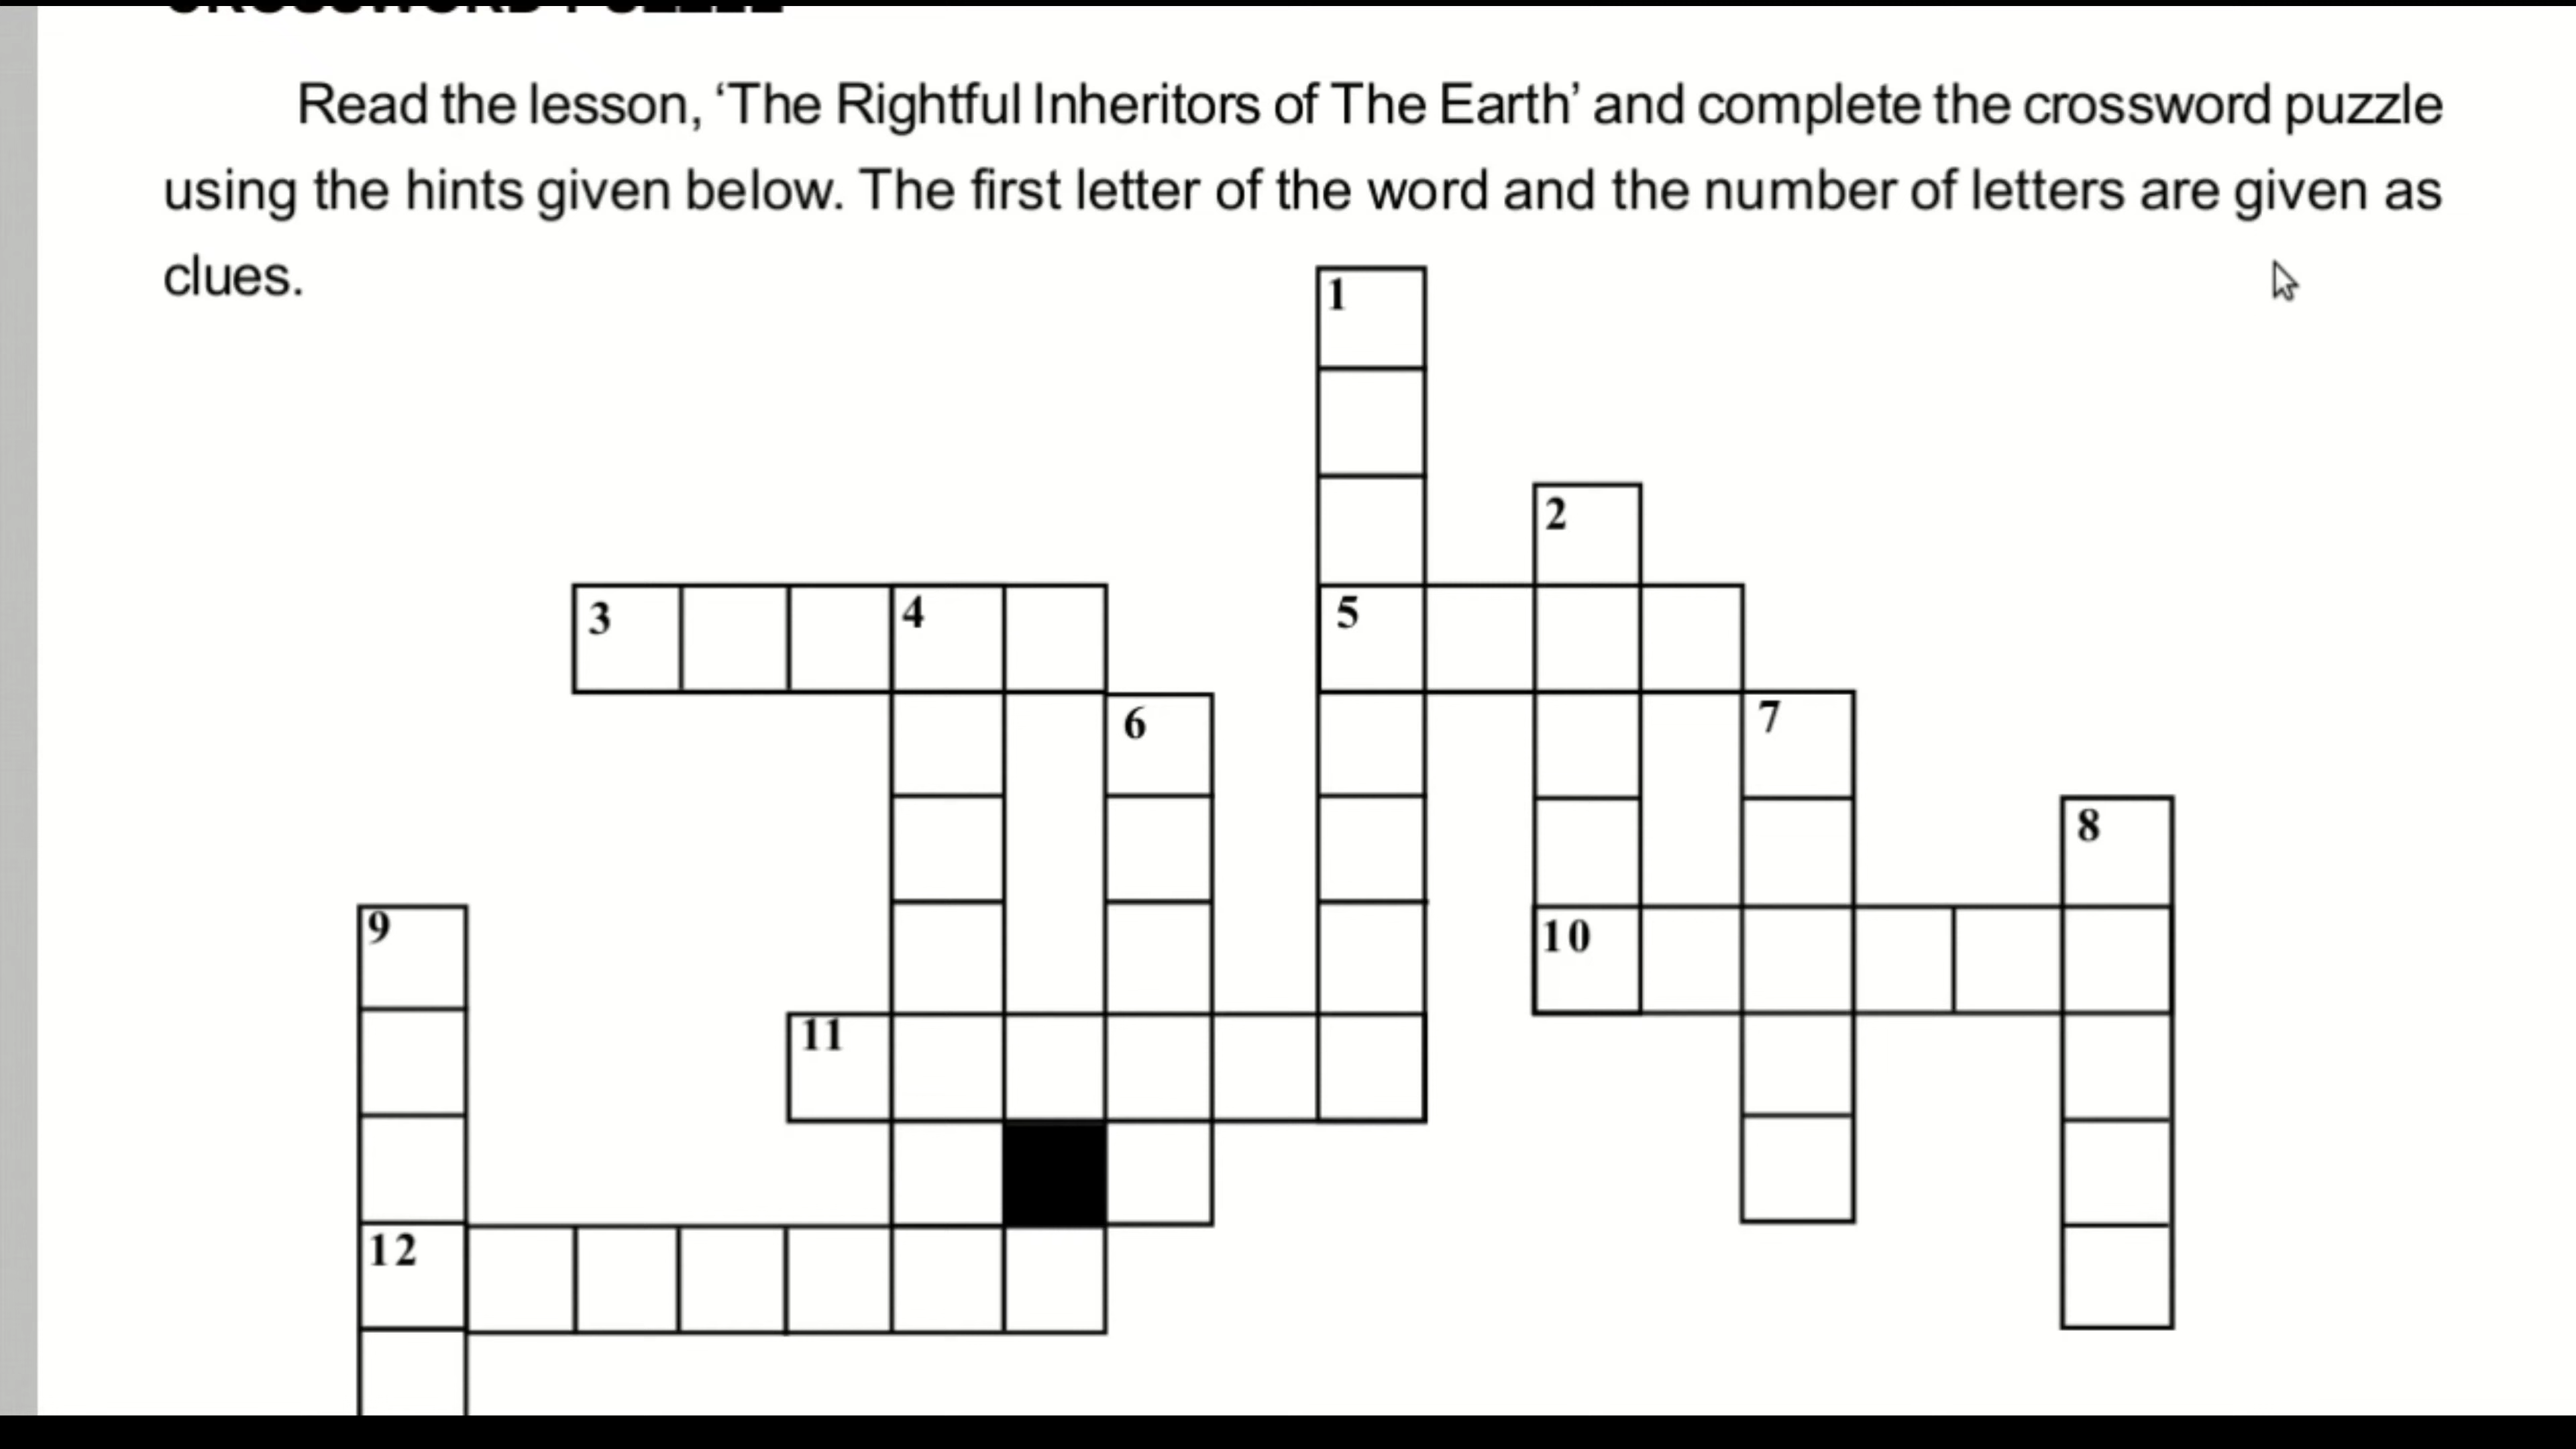 CROSSWORD PUZZLE
Read the lesson, ‘The Rightful Inheritors of The Earth’ and complete the crossword puzzle
using the hints given below. The first letter of the word and the number of letters are given as
clues.
1
2
3 4 5
6 7
8
9
10
11
12